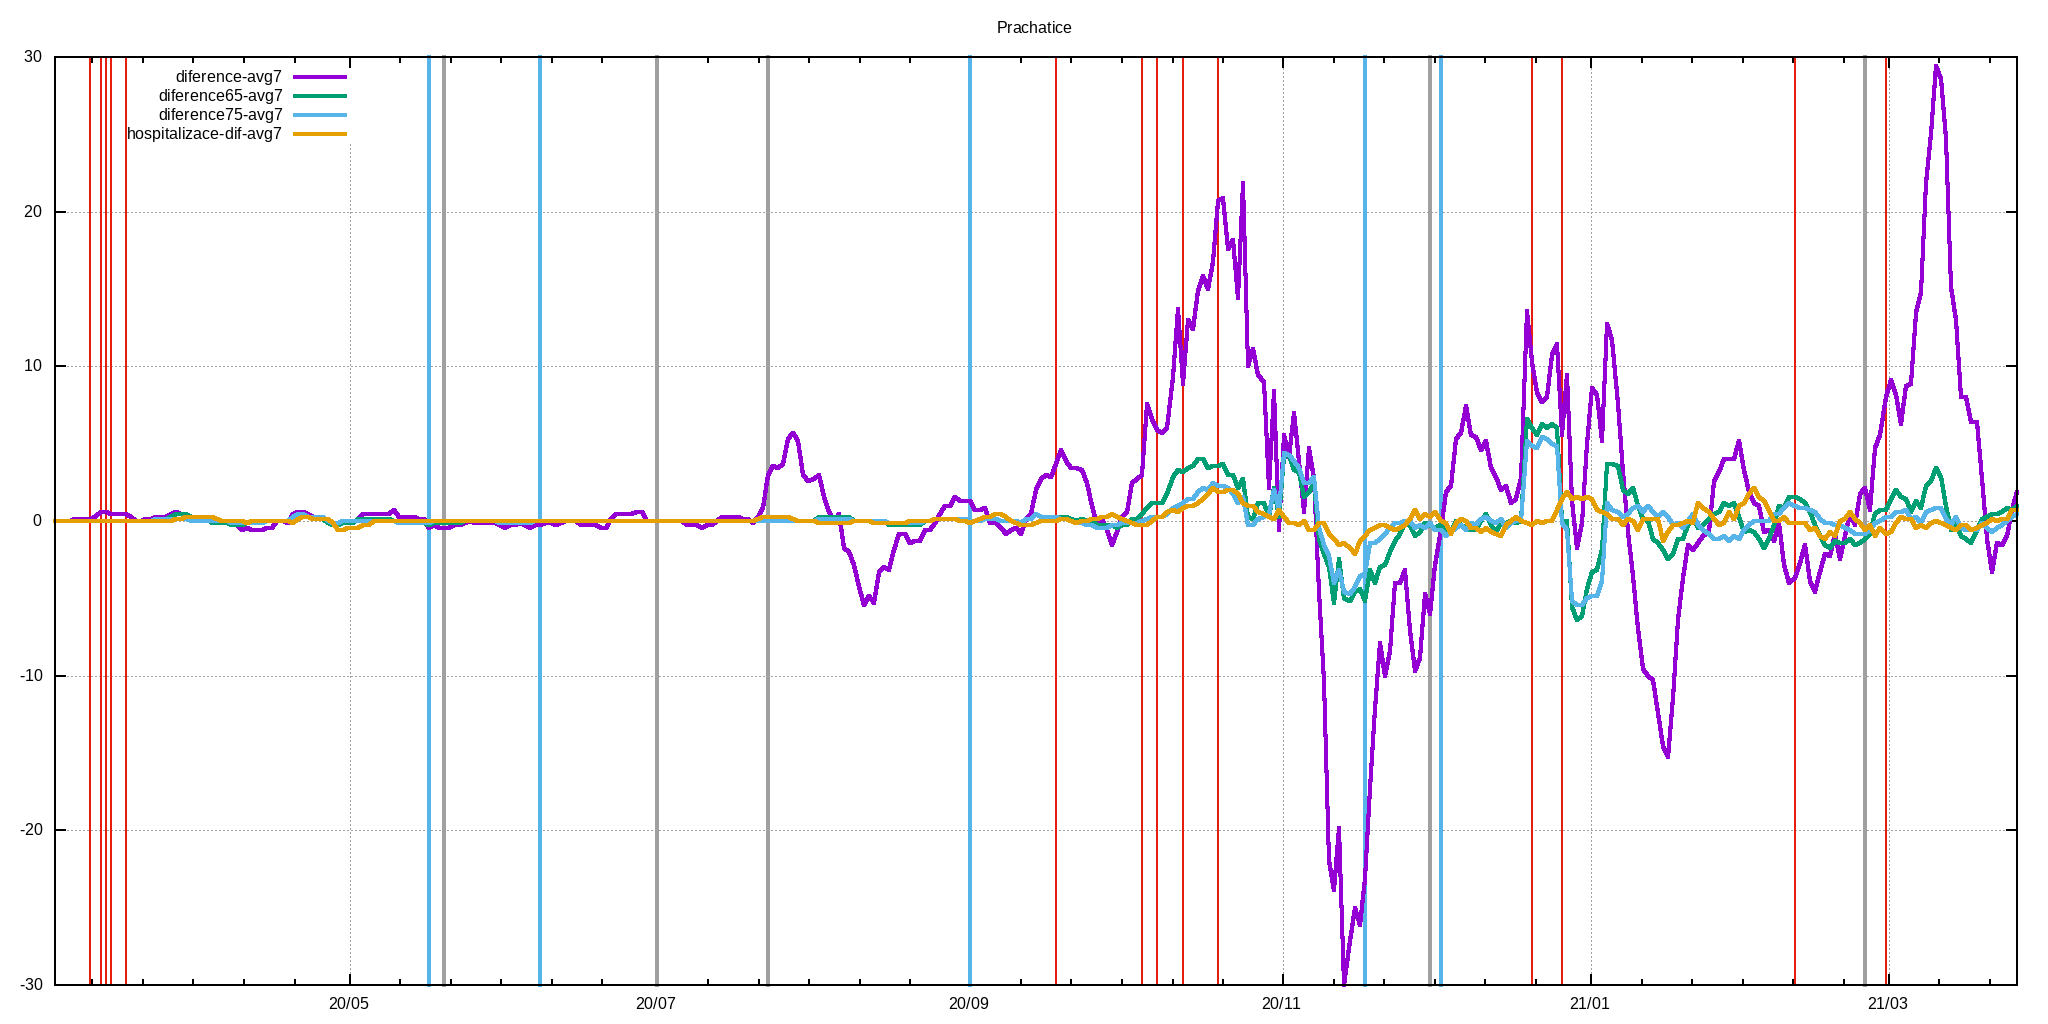 Prachatice
30
diference-avg7
diference65-avg7
diference75-avg7
hospitalizace-dif-avg7
20
10
0
-10
-20
-30
20/05 20/07 20/09 20/11 21/01 21/03